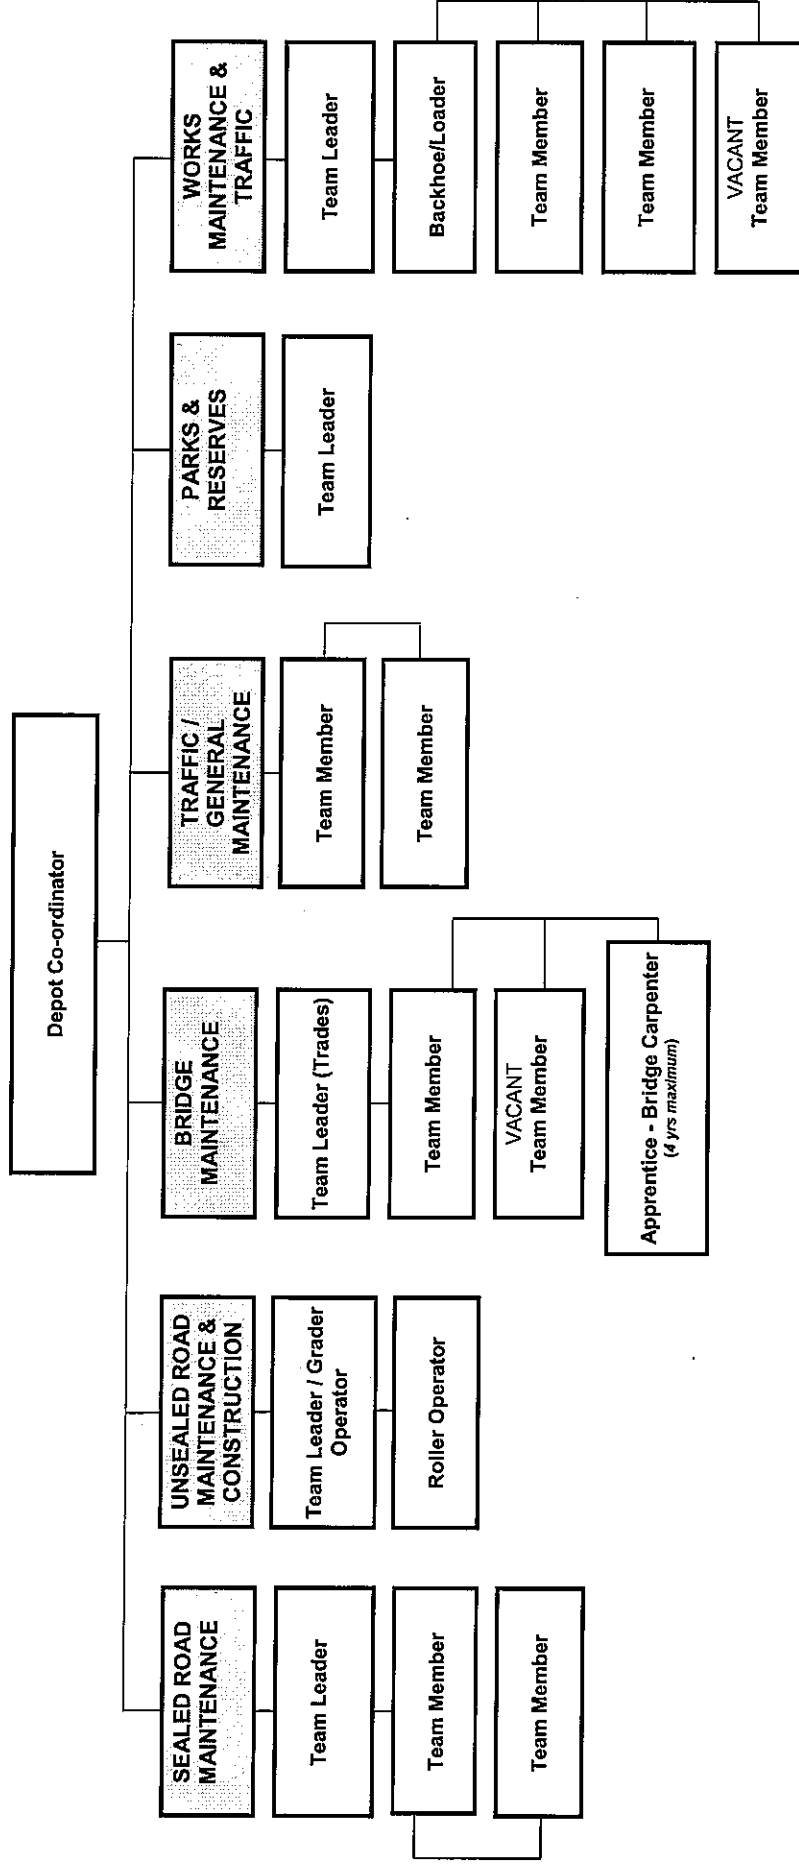 Depot Co-ordinator
SEALED ROAD
MAINTENANCE
Team Leader
Team Member
Team Member
UNSEALED ROAD
MAINTENANCE &
CONSTRUCTION
Team Leader / Grader
Operator
Roller Operator
BRIDGE
MAINTENANCE
Team Leader (Trades)
Team Member
VACANT
Team Member
Apprentice - Bridge Carpenter
(4 yrs maximum)
TRAFFIC /
GENERAL
MAINTENANCE
Team Member
Team Member
PARKS &
RESERVES
Team Leader
WORKS
MAINTENANCE &
TRAFFIC
Team Leader
Backhoe/Loader
Team Member
Team Member
VACANT
Team Member